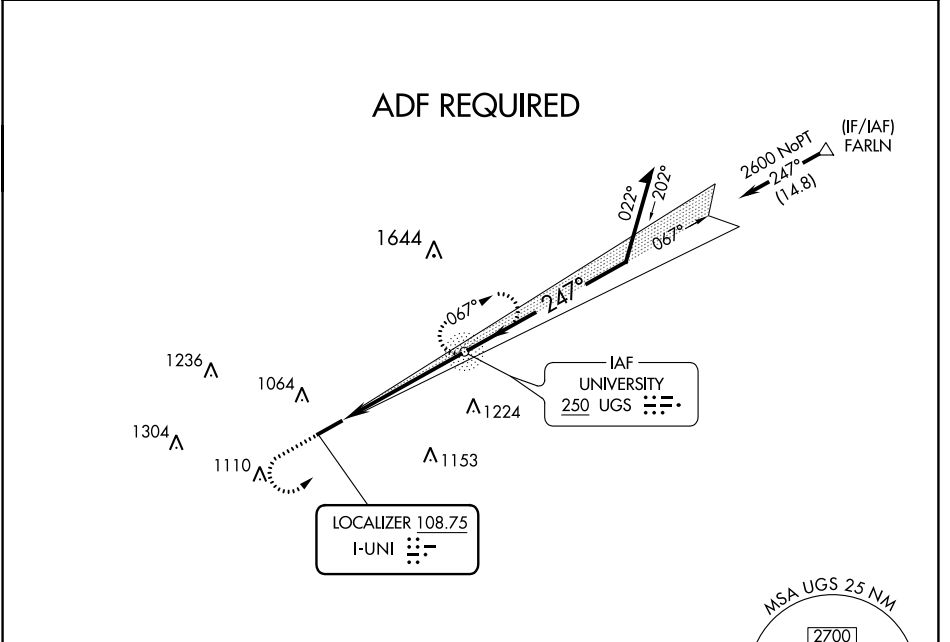 ADF REQUIRED
(IF/IAF)
FARLN
2600 NoPT
247°
(14.8)
022°
202°
067°
1644
247°
067°
1236
1064
IAF
UNIVERSITY
250 UGS
1224
1304
1110
1153
LOCALIZER 108.75
I-UNI
MSA UGS 25 NM
2700